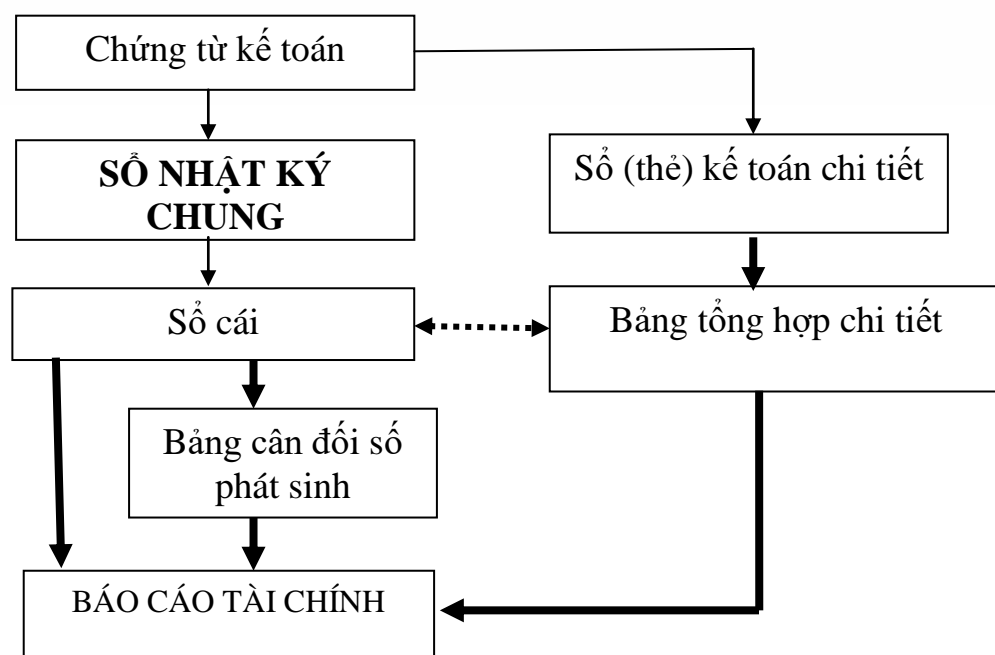 Chứng từ kế toán
SỔ NHẬT KÝ
CHUNG
Sổ (thẻ) kế toán chi tiết
Sổ cái
Bảng tổng hợp chi tiết
Bảng cân đối số
phát sinh
BÁO CÁO TÀI CHÍNH